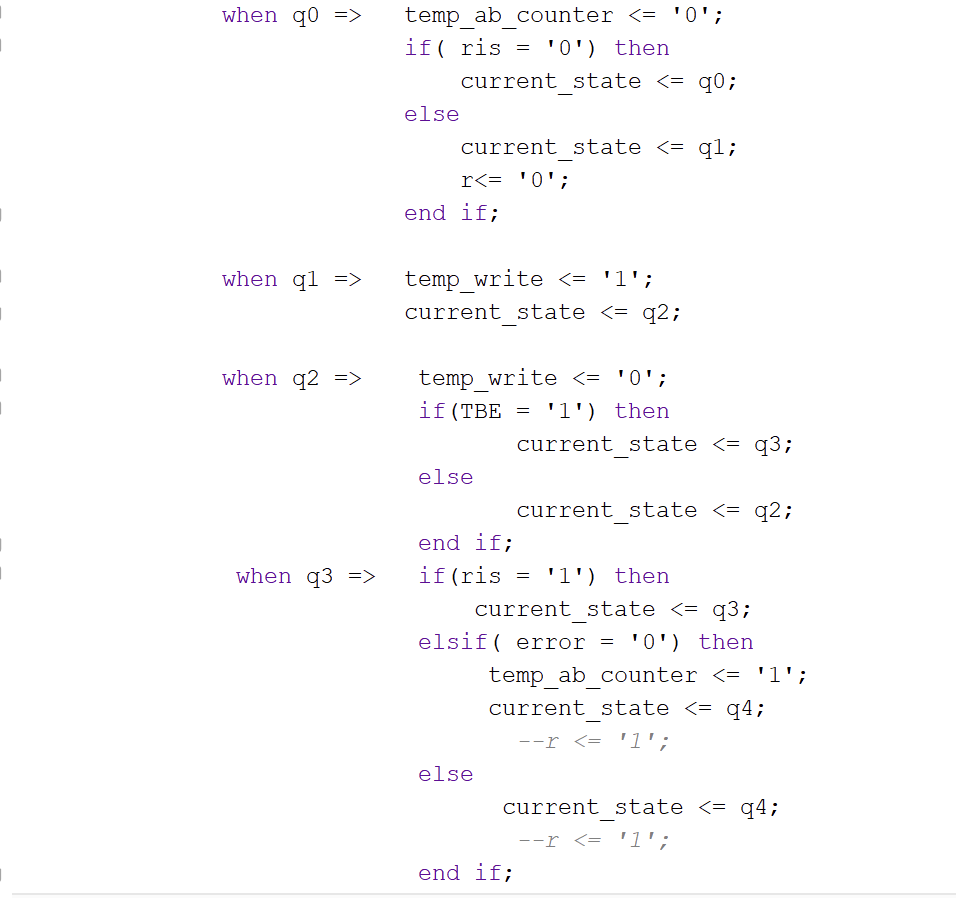 when q0 =>   temp_ab_counter <= '0';
             if( ris = '0') then
                 current_state <= q0;
             else
                 current_state <= q1;
                 r<= '0';
             end if;

when q1 =>   temp_write <= '1';
             current_state <= q2;

when q2 =>    temp_write <= '0';
              if(TBE = '1') then
                     current_state <= q3;
              else
                     current_state <= q2;
              end if;
 when q3 =>   if(ris = '1') then
                  current_state <= q3;
              elsif( error = '0') then
                   temp_ab_counter <= '1';
                   current_state <= q4;
                     --r <= '1';
              else
                    current_state <= q4;
                     --r <= '1';
              end if;